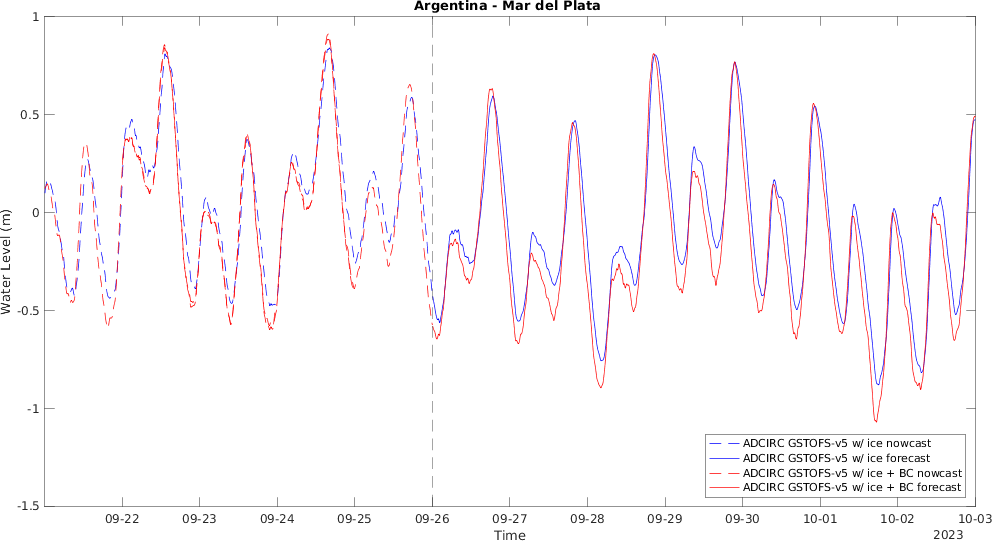 Argentina - Mar del Plata
1
0.5
0
-0.5
-1
-1.5
Water Level (m)
ADCIRC GSTOFS-v5 w/ ice nowcast
ADCIRC GSTOFS-v5 w/ ice forecast
ADCIRC GSTOFS-v5 w/ ice + BC nowcast
ADCIRC GSTOFS-v5 w/ ice + BC forecast
09-22 09-23 09-24 09-25 09-26 09-27 09-28 09-29 09-30 10-01 10-02 10-03
Time
2023